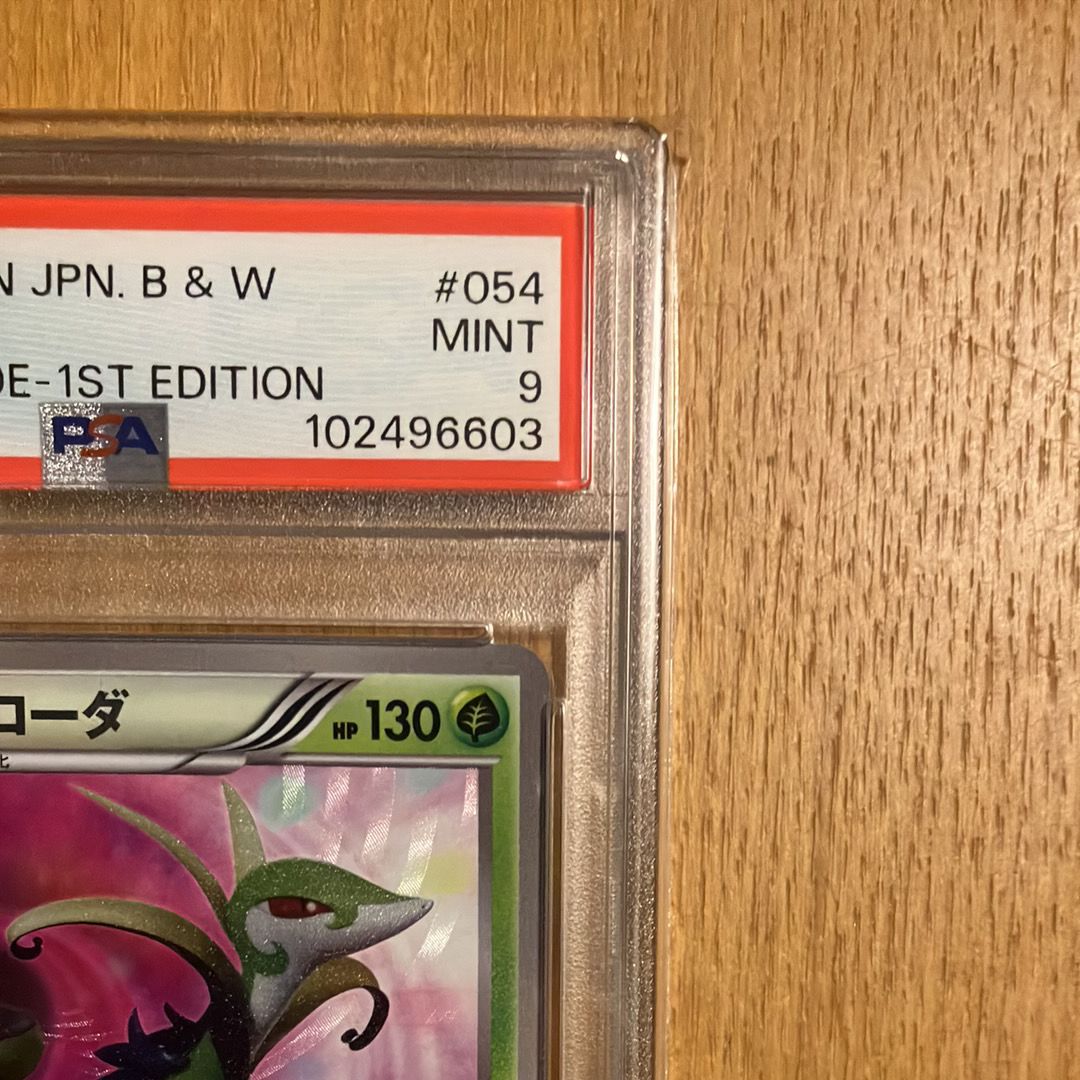 N JPN. B & W #054
MINT
DE-1ST EDITION 9
PSA 102496603
ローダ HP 130